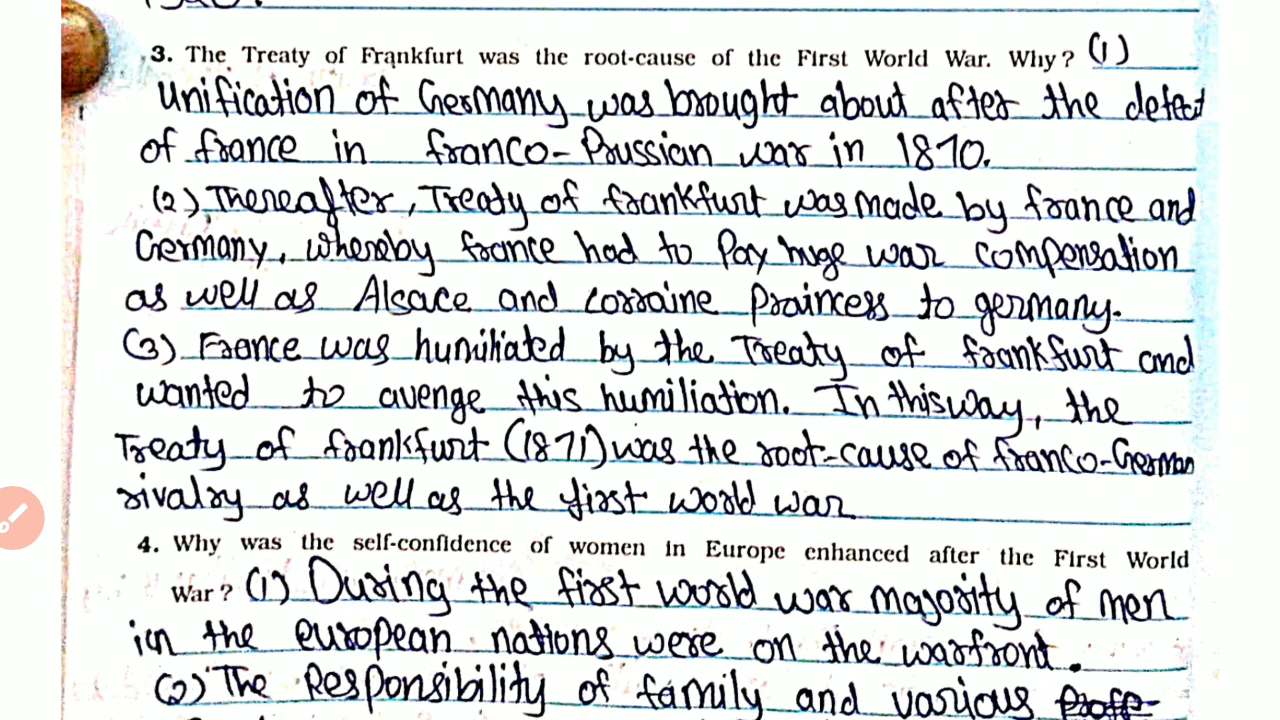 3. The Treaty of Frankfurt was the root-cause of the First World War. Why? (1)
Unification of Germany was brought about after the defect
of france in franco-Prussian war in 1870.
(2) Thereafter, Treaty of frankfurt was made by france and
Germany, whereby france had to Pay huge war compensation
as well as Alsace and Lorraine to germany.
(3) France was humiliated by the Treaty of frankfurt and
wanted to avenge this humiliation. In this way, the
Treaty of frankfurt (1871) was the root-cause of franco-German
rivalry as well as the first world war
4. Why was the self-confidence of women in Europe enhanced after the First World
War? (1) During the first world war majority of men
in the european nations were on the warfront.
(2) The Responsibility of family and various